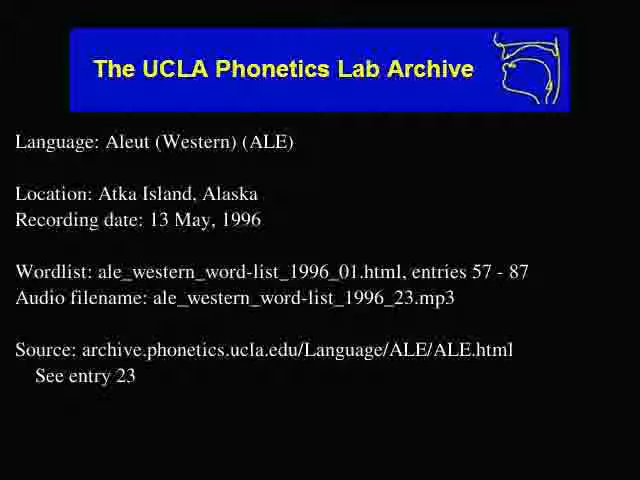 The UCLA Phonetics Lab Archive
Language: Aleut (Western) (ALE)
Location: Atka Island, Alaska
Recording date: 13 May, 1996
Wordlist: ale_western_word-list_1996_01.html, entries 57 - 87
Audio filename: ale_western_word-list_1996_23.mp3
Source: archive.phonetics.ucla.edu/Language/ALE/ALE.html
See entry 23